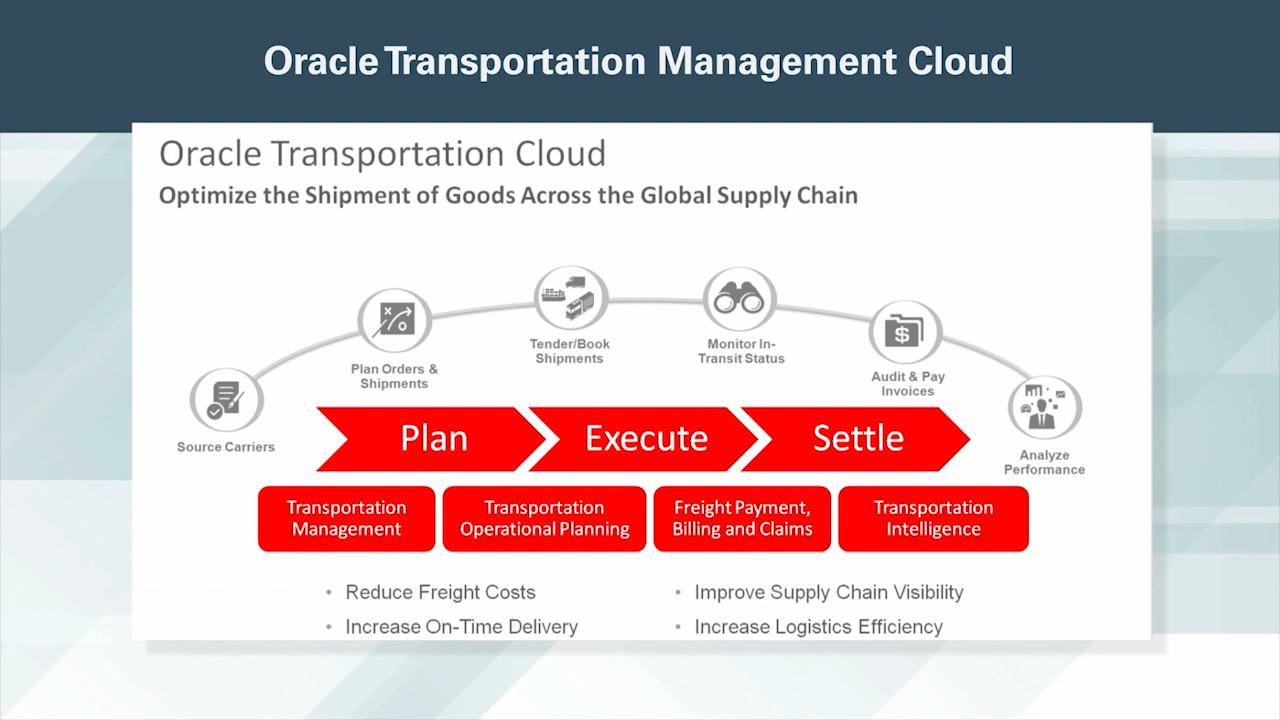 Oracle Transportation Management Cloud
Oracle Transportation Cloud
Optimize the Shipment of Goods Across the Global Supply Chain
Source Carriers
Plan Orders &
Shipments
Tender/Book
Shipments
Monitor In-
Transit Status
Audit & Pay
Invoices
Analyze
Performance
Plan
Execute
Settle
Transportation
Management
Transportation
Operational Planning
Freight Payment,
Billing and Claims
Transportation
Intelligence
• Reduce Freight Costs
• Increase On-Time Delivery
• Improve Supply Chain Visibility
• Increase Logistics Efficiency